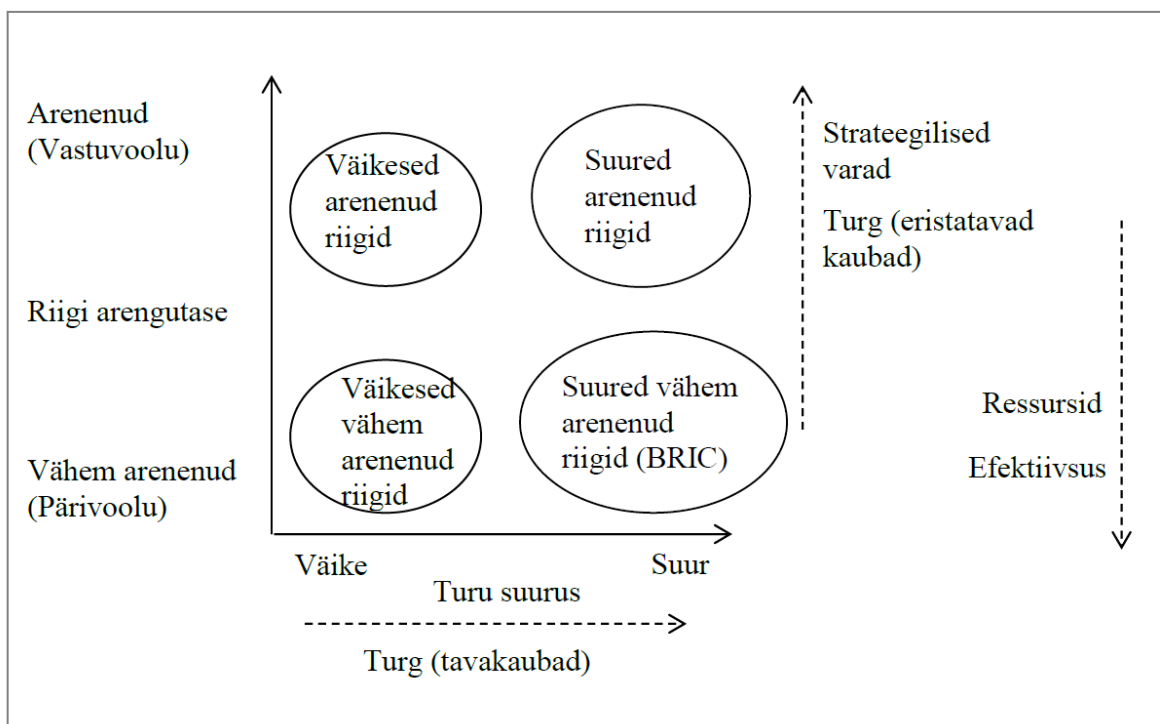 Arenenud
(Vastuvoolu)
Riigi arengutase
Vähem arenenud
(Pärivoolu)
Väikesed
arenenud
riigid
Suured
arenenud
riigid
Väikesed
vähem
arenenud
riigid
Suured vähem
arenenud
riigid (BRIC)
Strateegilised
varad
Turg (eristatavad
kaubad)
Ressursid
Efektiivsus
Väike
Suur
Turu suurus
Turg (tavakaubad)